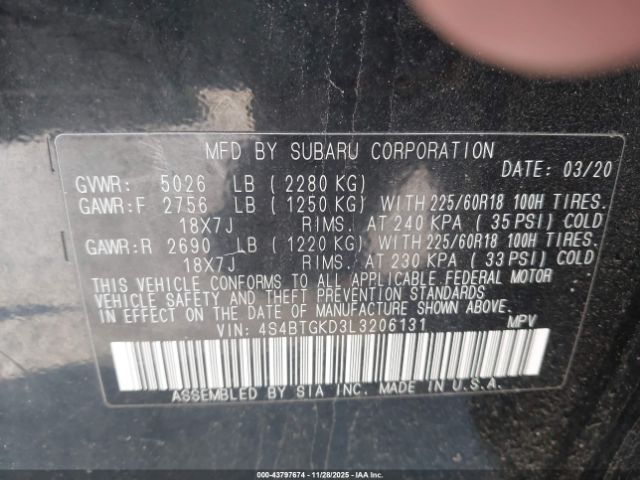 MFD BY SUBARU CORPORATION
DATE: 03/20
GVWR: 5026 LB ( 2280 KG)
GAWR:F 2756 LB ( 1250 KG) WITH 225/60R18 100H TIRES.
18X7J RIMS. AT 240 KPA ( 35 PSI) COLD
GAWR:R 2690 LB ( 1220 KG) WITH 225/60R18 100H TIRES.
18X7J RIMS. AT 230 KPA ( 33 PSI) COLD
THIS VEHICLE CONFORMS TO ALL APPLICABLE FEDERAL MOTOR
VEHICLE SAFETY AND THEFT PREVENTION STANDARDS
IN EFFECT ON THE DATE OF MANUFACTURE SHOWN ABOVE.
VIN: 4S4BTGKD3L3206131 MPV
ASSEMBLED BY SIA INC. MADE IN U.S.A.
000-43797674 | 11/28/2025 | IAAI.COM